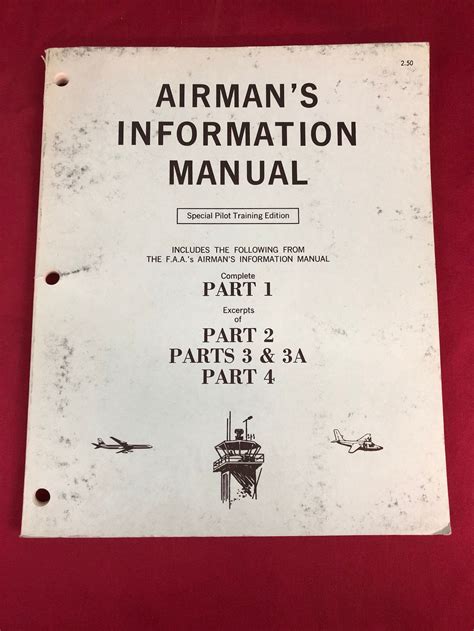 2.50
AIRMAN'S
INFORMATION
MANUAL
Special Pilot Training Edition
INCLUDES THE FOLLOWING FROM
THE F.A.A.'s AIRMAN'S INFORMATION MANUAL
Complete
PART 1
Excerpts
of
PART 2
PARTS 3 & 3A
PART 4